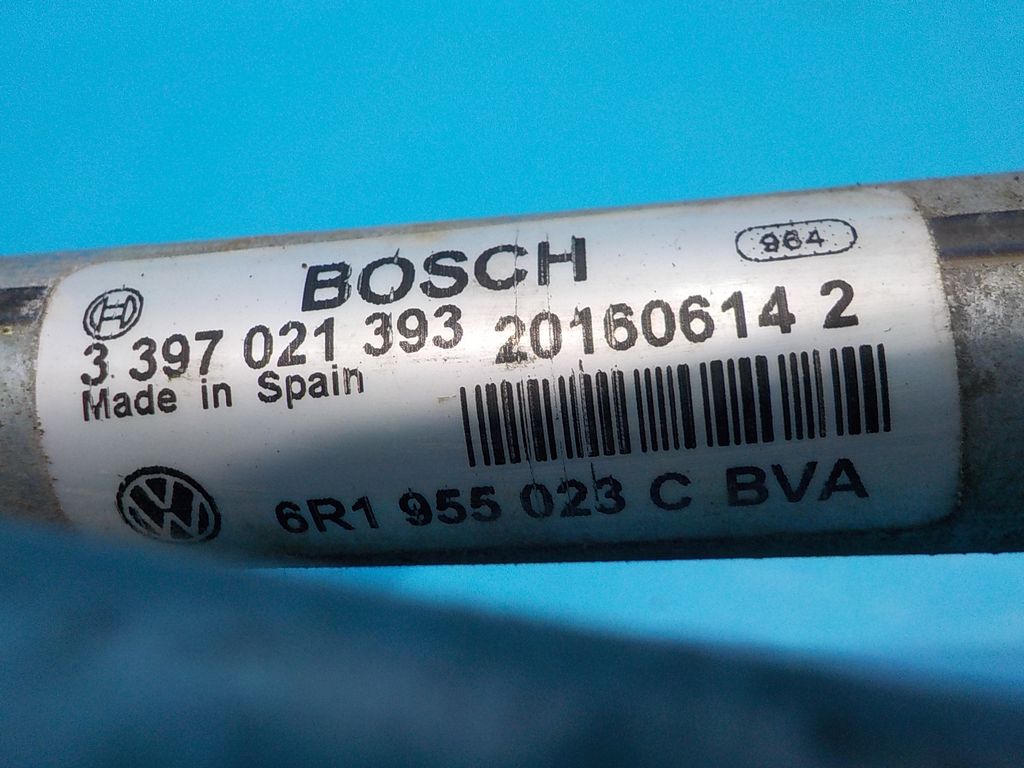 BOSCH 964
3 397 021 393 20160614 2
Made in Spain
6R1 955 023 C BVA